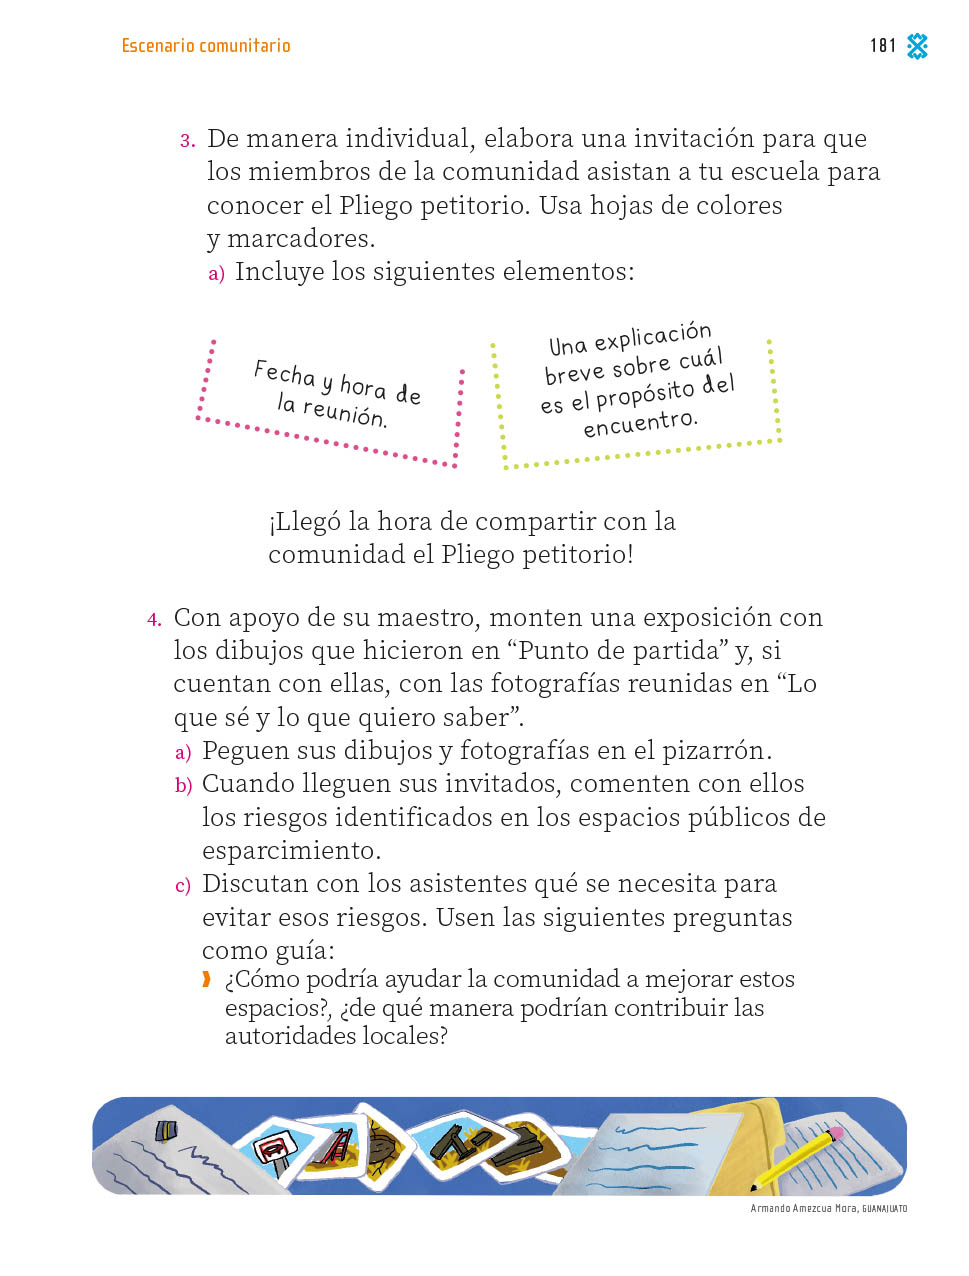 Escenario comunitario
181
3. De manera individual, elabora una invitación para que
los miembros de la comunidad asistan a tu escuela para
conocer el Pliego petitorio. Usa hojas de colores
y marcadores.
a) Incluye los siguientes elementos:
Fecha y hora de
la reunión.
Una explicación
breve sobre cuál
es el propósito del
encuentro.
¡Llegó la hora de compartir con la
comunidad el Pliego petitorio!
4. Con apoyo de su maestro, monten una exposición con
los dibujos que hicieron en “Punto de partida” y, si
cuentan con ellas, con las fotografías reunidas en “Lo
que sé y lo que quiero saber”.
a) Peguen sus dibujos y fotografías en el pizarrón.
b) Cuando lleguen sus invitados, comenten con ellos
los riesgos identificados en los espacios públicos de
esparcimiento.
c) Discutan con los asistentes qué se necesita para
evitar esos riesgos. Usen las siguientes preguntas
como guía:
¿Cómo podría ayudar la comunidad a mejorar estos
espacios?, ¿de qué manera podrían contribuir las
autoridades locales?
Armando Amezcua Mora, GUANAJUATO